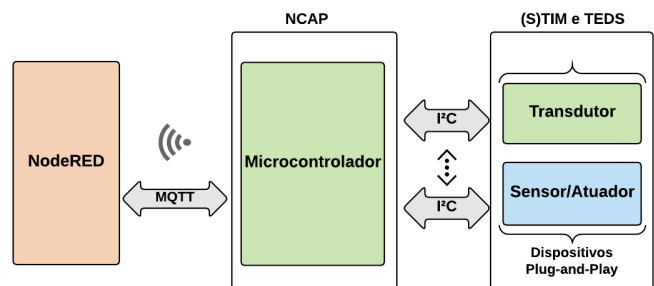 NCAP
(S)TIM e TEDS
NodeRED
MQTT
Microcontrolador
I²C
I²C
Transdutor
Sensor/Atuador
Dispositivos
Plug-and-Play